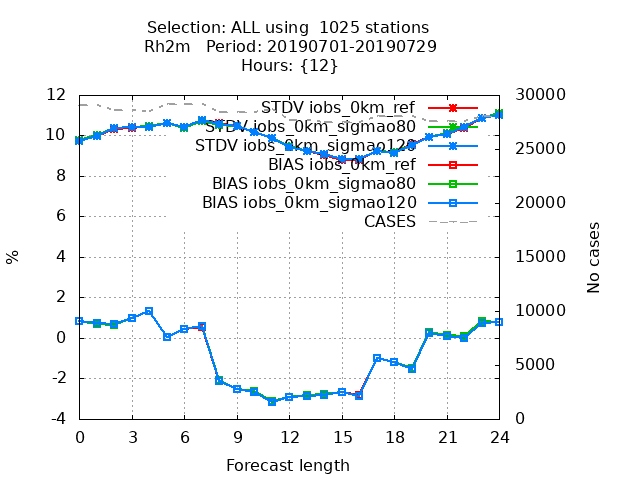 Selection: ALL using  1025 stations
Rh2m   Period: 20190701-20190729
Hours: {12}
12
10
8
6
4
2
0
-2
-4
%
30000
25000
20000
15000
10000
5000
0
No cases
STDV iobs_0km_ref
STDV iobs_0km_sigmao80
STDV iobs_0km_sigmao120
BIAS iobs_0km_ref
BIAS iobs_0km_sigmao80
BIAS iobs_0km_sigmao120
CASES
0 3 6 9 12 15 18 21 24
Forecast length